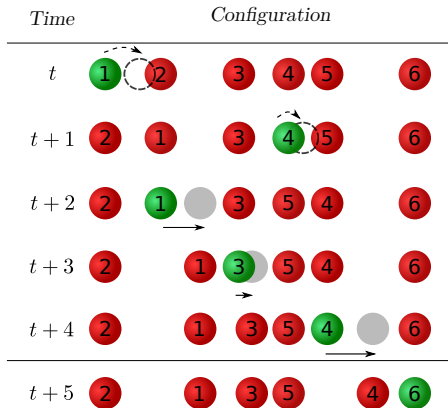 Time Configuration
t 1 2 3 4 5 6
t + 1 2 1 3 4 5 6
t + 2 2 1 3 5 4 6
t + 3 2 1 3 5 4 6
t + 4 2 1 3 5 4 6
t + 5 2 1 3 5 4 6